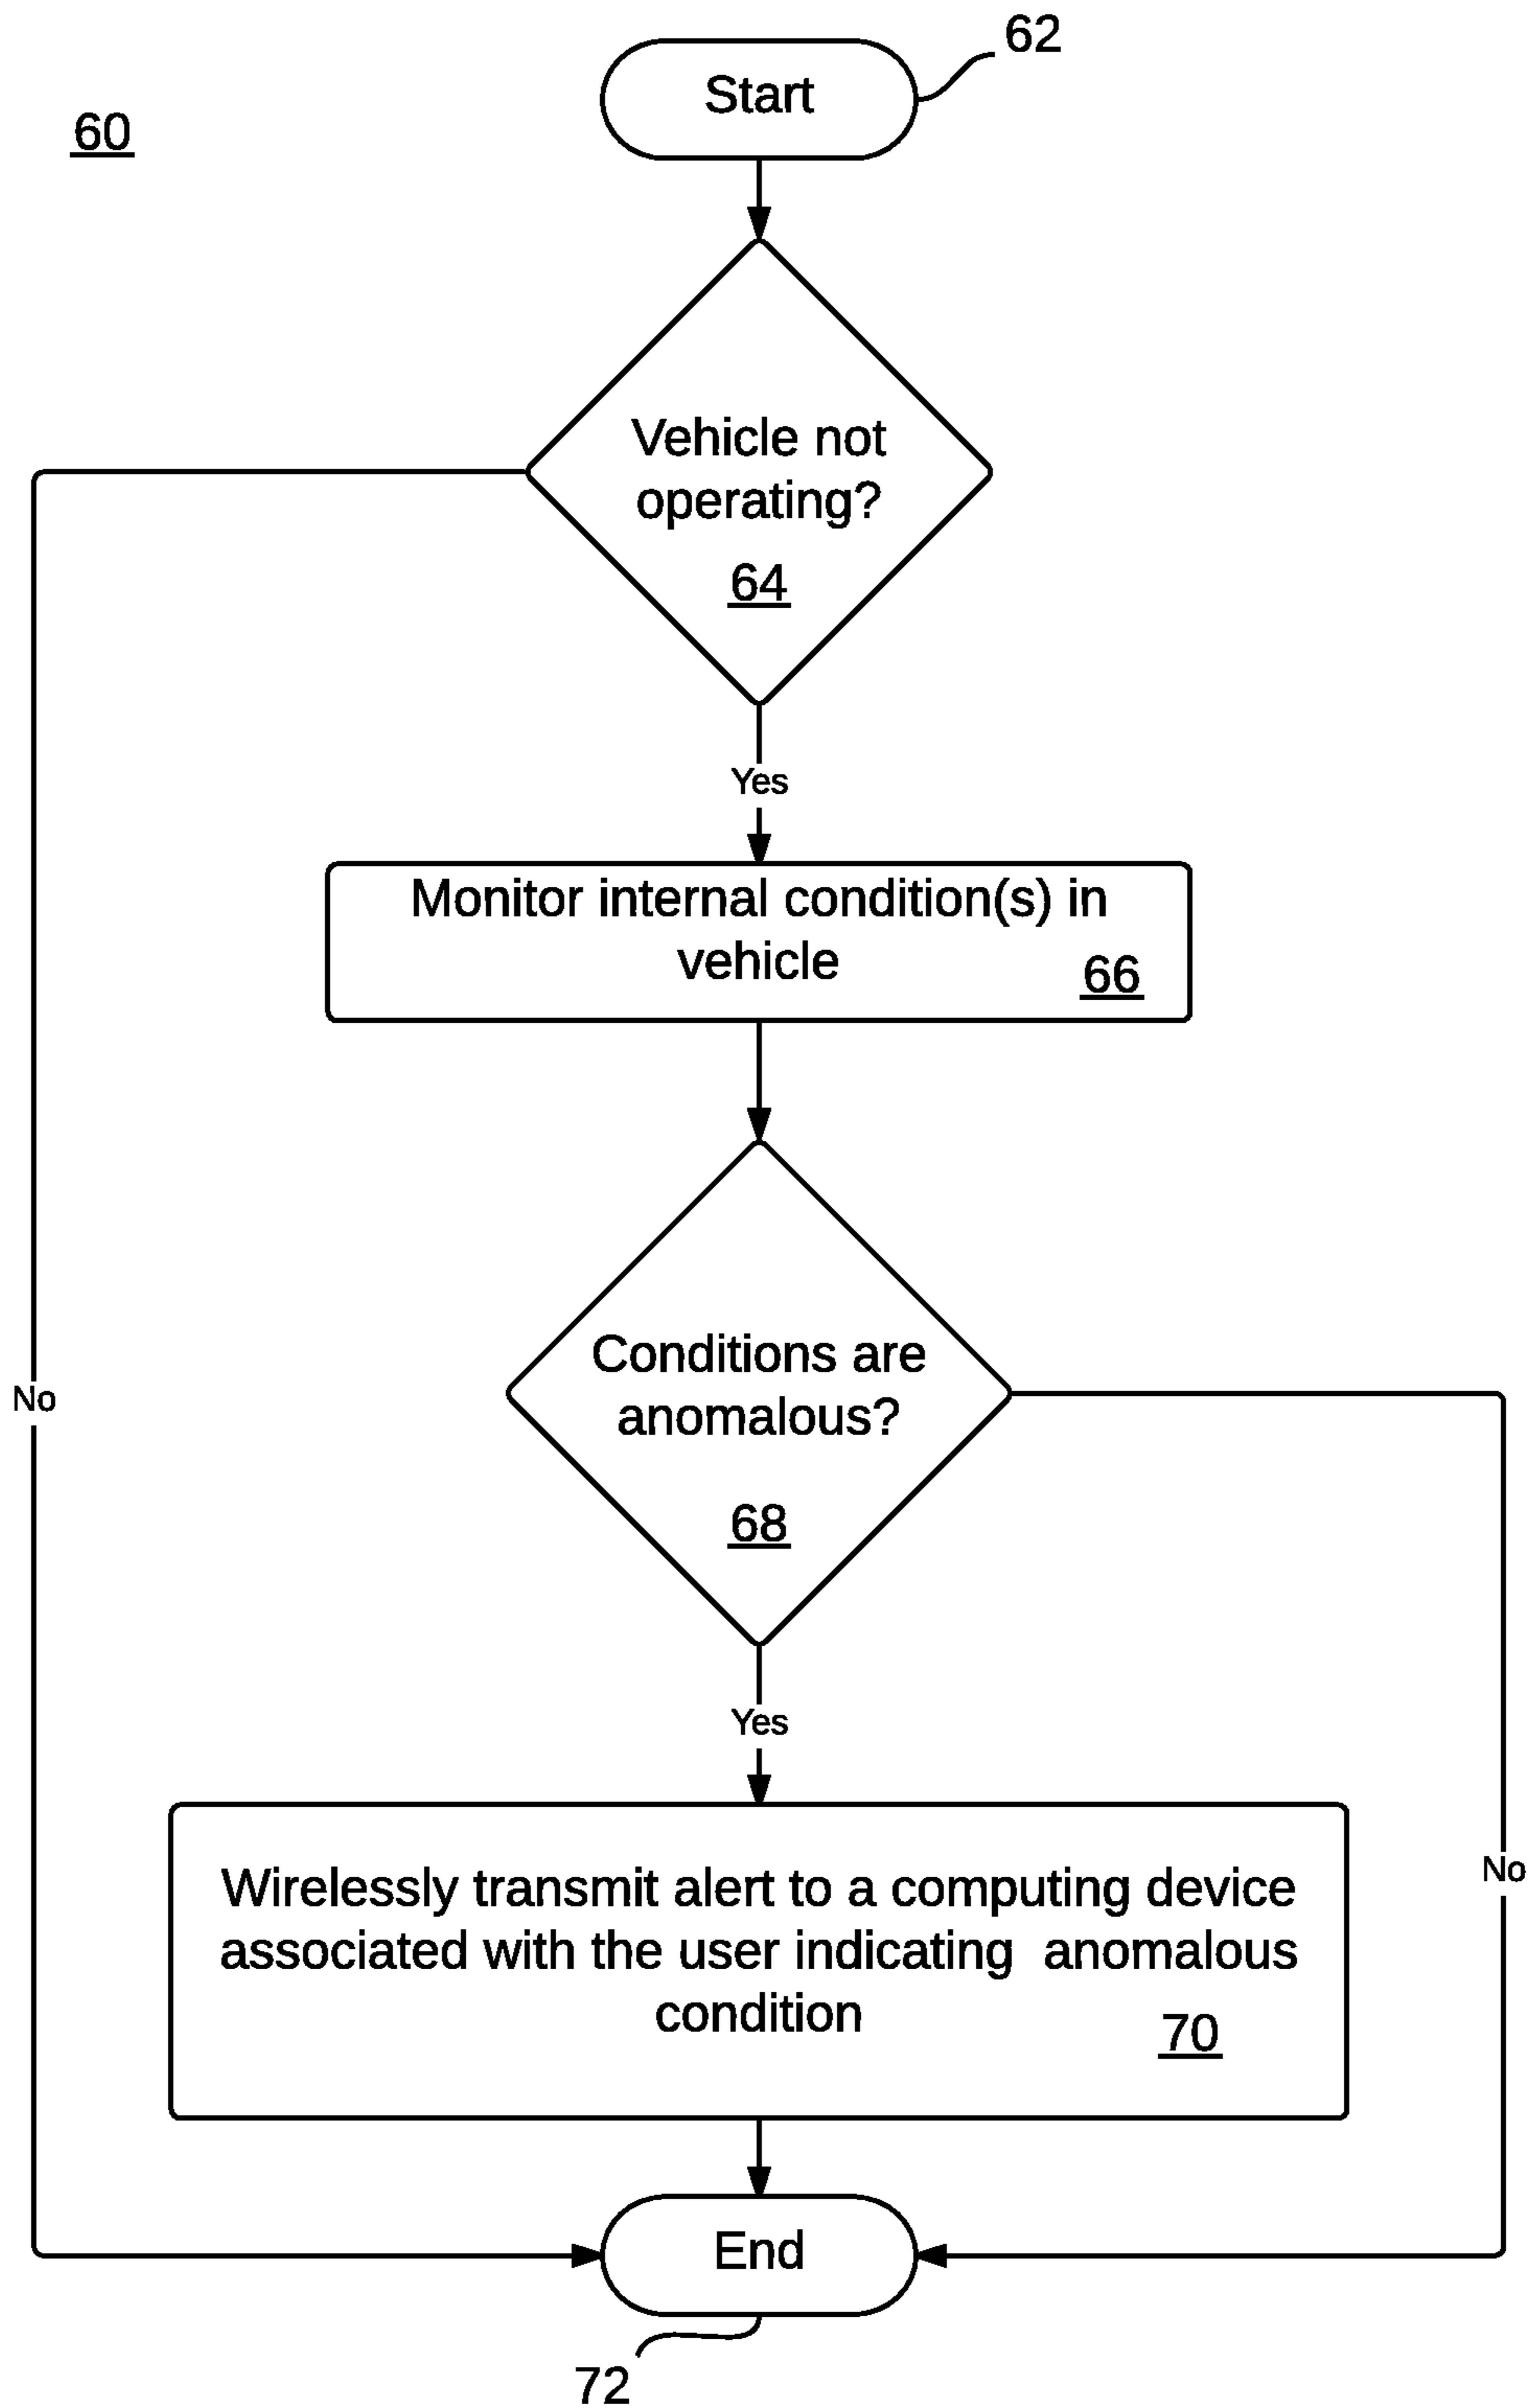 62
Start
60
Vehicle not
operating?
64
Yes
Monitor internal condition(s) in
vehicle
66
Conditions are
anomalous?
No
68
Yes
Wirelessly transmit alert to a computing device
No
associated with the user indicating anomalous
condition
70
End
72